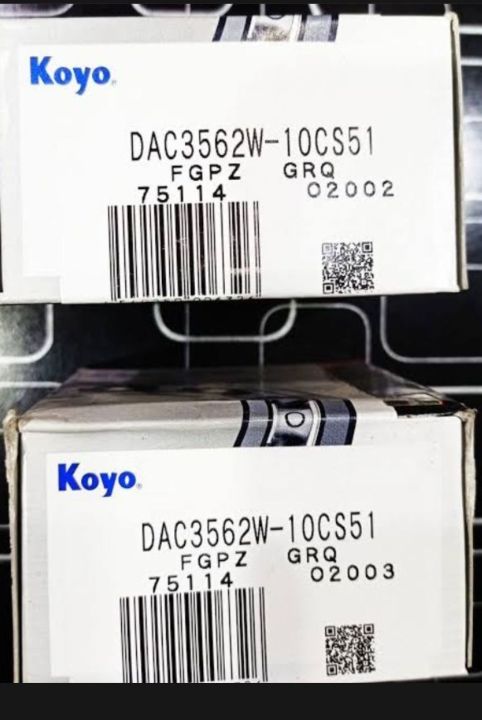 Koyo
DAC3562W-10CS51
FGPZ GRQ
75114 02002
Koyo
DAC3562W-10CS51
FGPZ GRQ
75114 02003